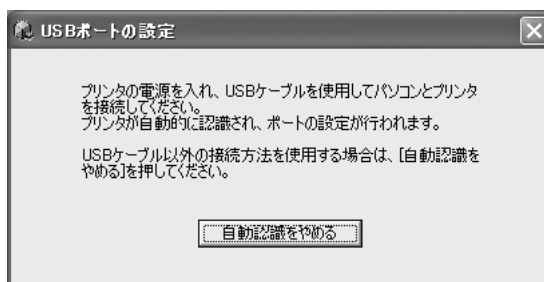 USBポートの設定
プリンタの電源を入れ、USBケーブルを使用してパソコンとプリンタ
を接続してください。
プリンタが自動的に認識され、ポートの設定が行われます。
USBケーブル以外の接続方法を使用する場合は、[自動認識を
やめる]を押してください。
自動認識をやめる